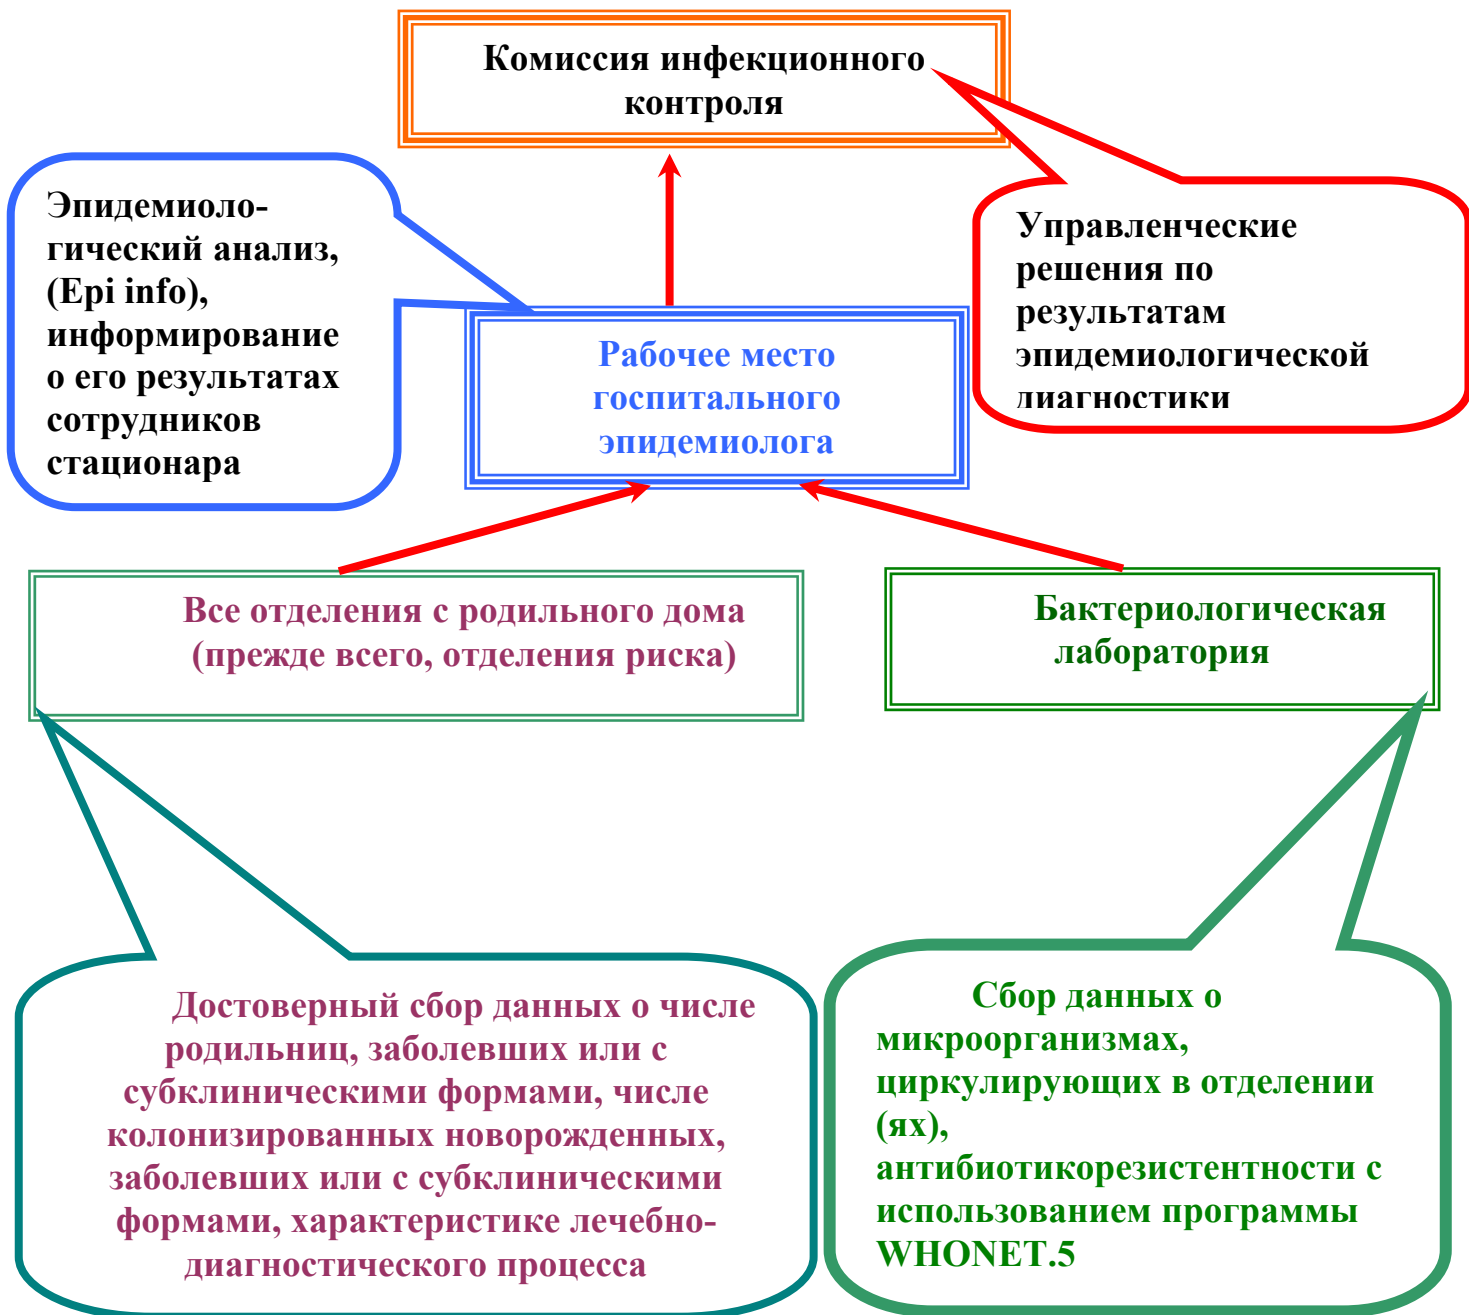 Комиссия инфекционного
контроля
Эпидемиоло-
гический анализ,
(Epi info),
информирование
о его результатах
сотрудников
стационара
Управленческие
решения по
результатам
эпидемиологической
диагностики
Рабочее место
госпитального
эпидемиолога
Все отделения с родильного дома
(прежде всего, отделения риска)
Бактериологическая
лаборатория
Достоверный сбор данных о числе
родильниц, заболевших или с
субклиническими формами, числе
колонизированных новорожденных,
заболевших или с субклиническими
формами, характеристике лечебно-
диагностического процесса
Сбор данных о
микроорганизмах,
циркулирующих в отделении
(ях),
антибиотикорезистентности с
использованием программы
WHONET.5